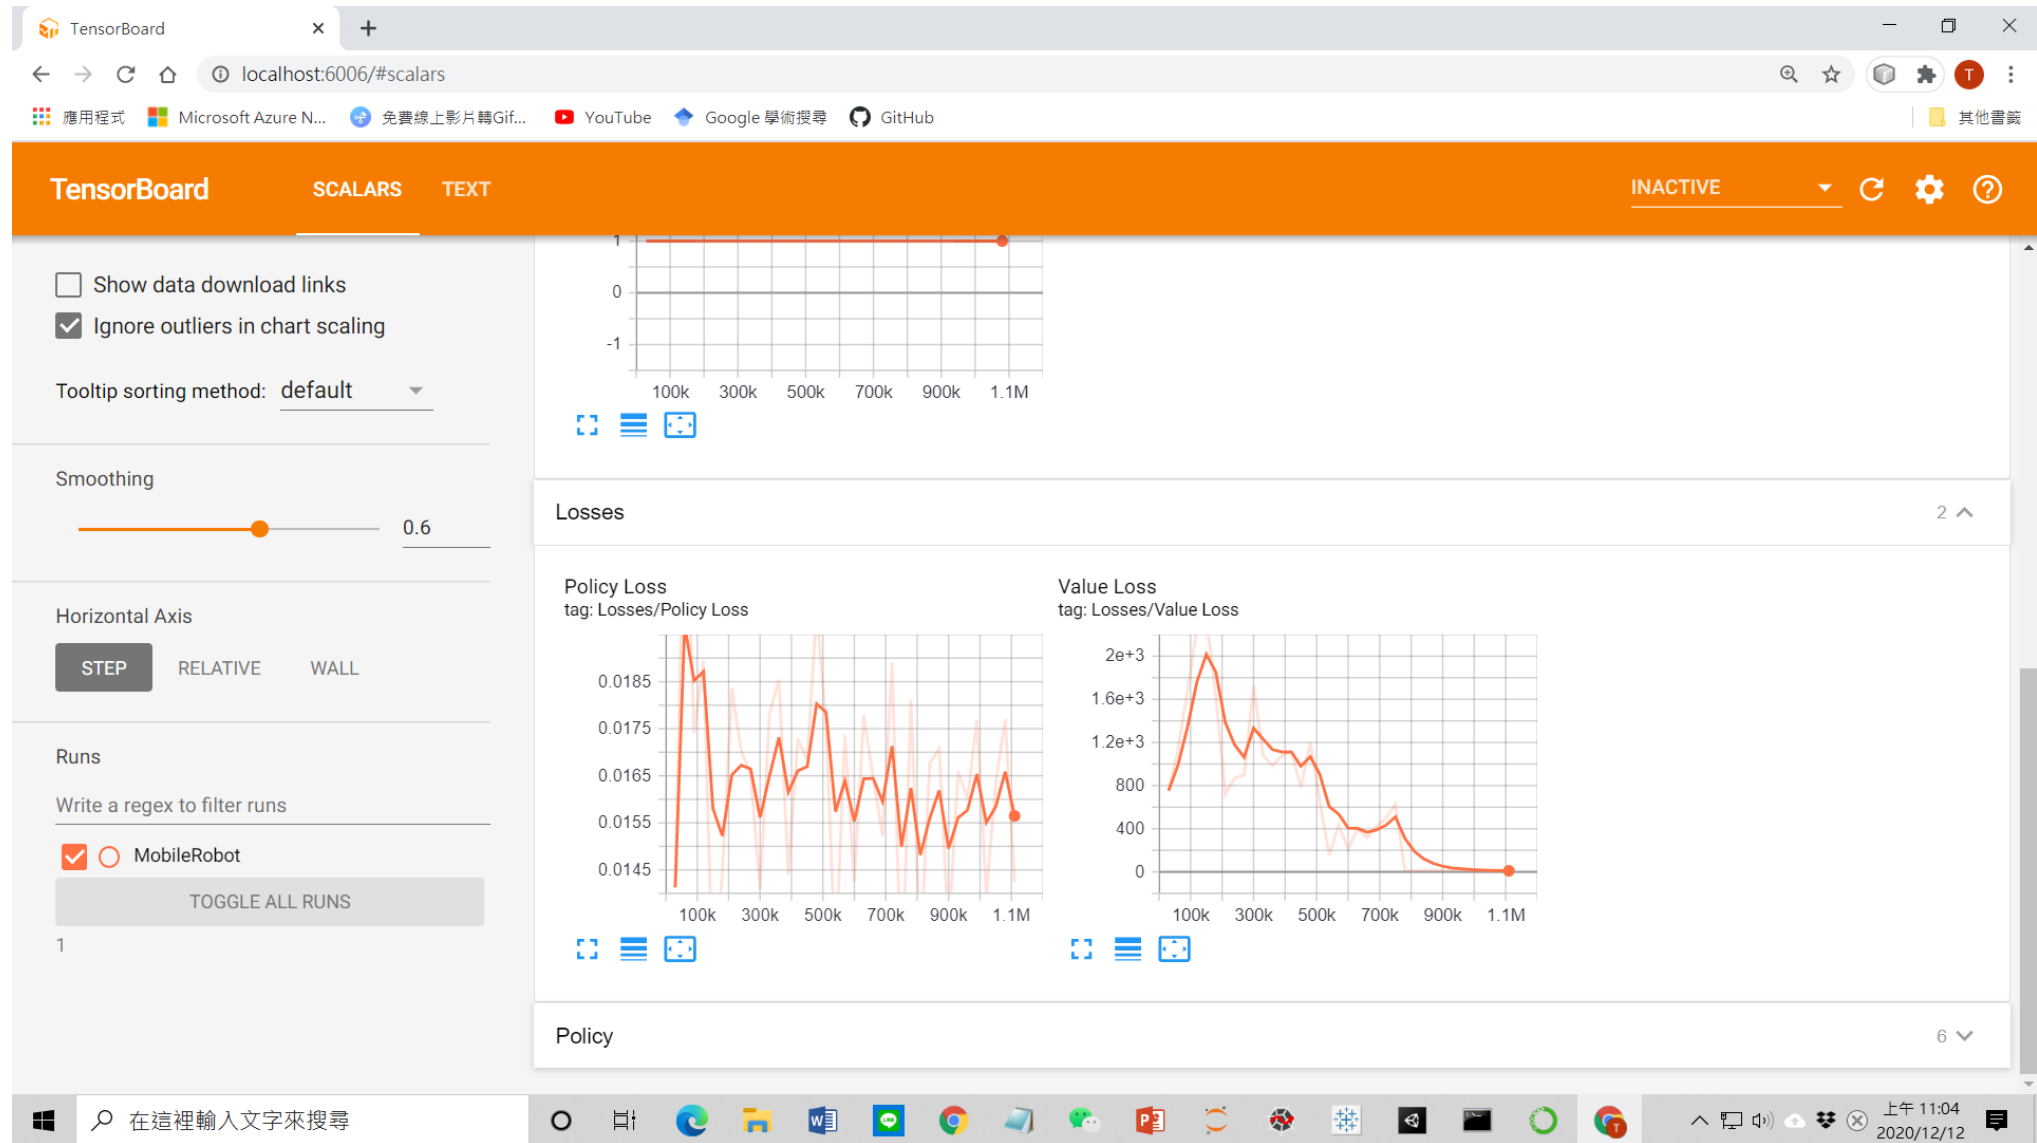 TensorBoard
localhost:6006/#scalars
T
應用程式 Microsoft Azure N... 免費線上影片轉Gif... YouTube Google 學術搜尋 GitHub 其他書籤
TensorBoard SCALARS TEXT INACTIVE
Show data download links
Ignore outliers in chart scaling
Tooltip sorting method: default
Smoothing
0.6
Horizontal Axis
STEP RELATIVE WALL
Runs
Write a regex to filter runs
MobileRobot
TOGGLE ALL RUNS
1
1
0
-1
100k 300k 500k 700k 900k 1.1M
Losses 2
Policy Loss
tag: Losses/Policy Loss
0.0185
0.0175
0.0165
0.0155
0.0145
100k 300k 500k 700k 900k 1.1M
Value Loss
tag: Losses/Value Loss
2e+3
1.6e+3
1.2e+3
800
400
0
100k 300k 500k 700k 900k 1.1M
Policy 6
在這裡輸入文字來搜尋
上午 11:04
2020/12/12